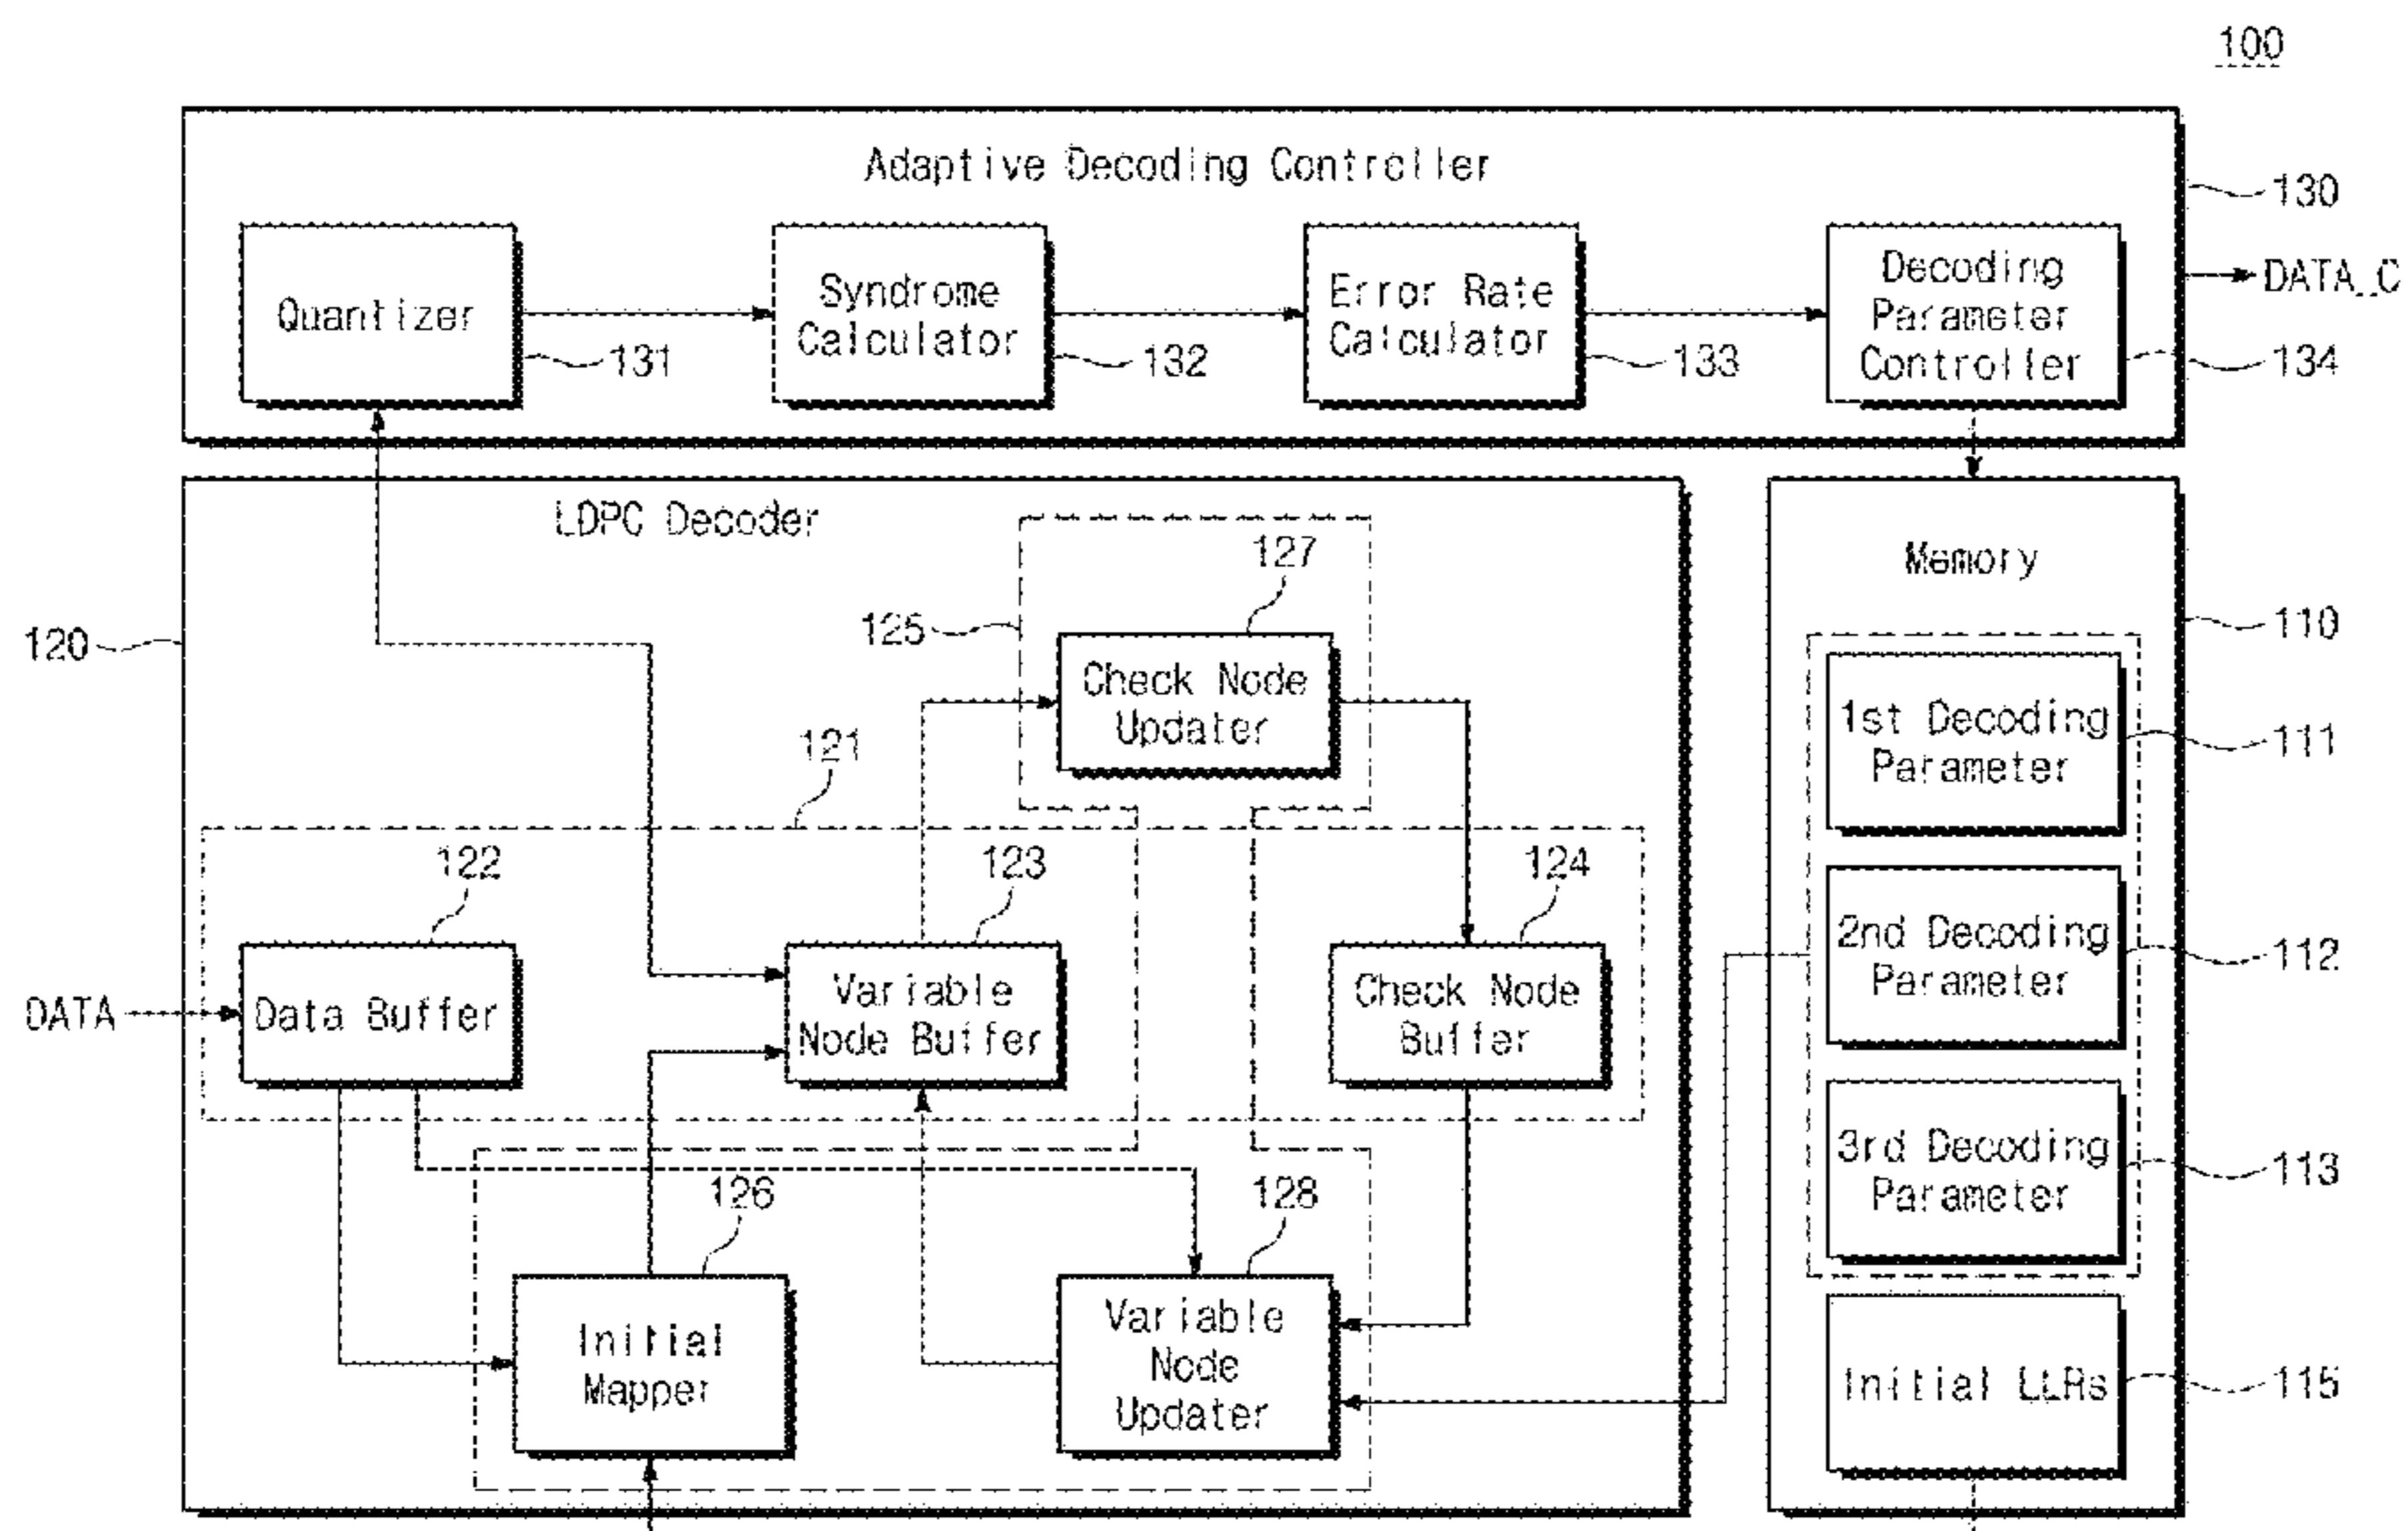 100
Adaptive Decoding Controller
130
Quantizer
131
Syndrome
Calculator
132
Error Rate
Calculator
133
Decoding
Parameter
Controller
134
DATA_C
LDPC Decoder
120
125
127
Check Node
Updater
121
122
Data Buffer
DATA
123
Variable
Node Buffer
124
Check Node
Buffer
126
Initial
Mapper
128
Variable
Node
Updater
Memory
110
1st Decoding
Parameter
111
2nd Decoding
Parameter
112
3rd Decoding
Parameter
113
Initial LLRs
115